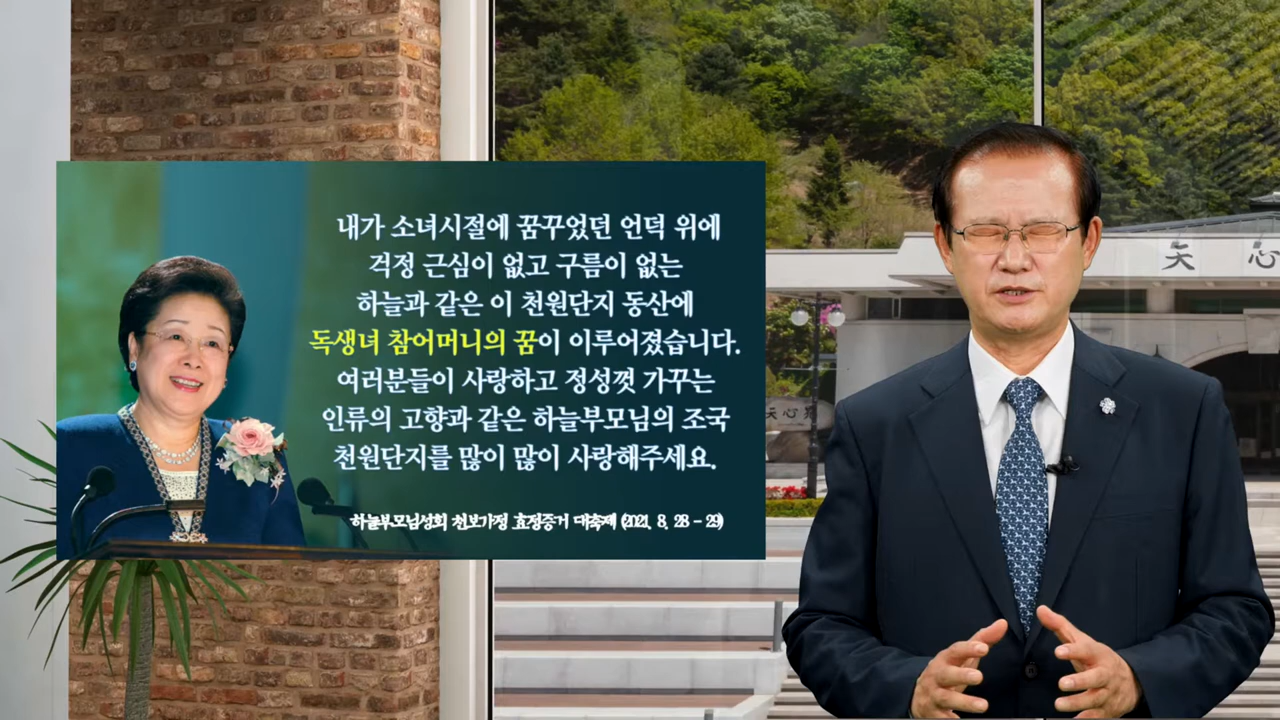 내가 소녀시절에 꿈꾸었던 언덕 위에
걱정 근심이 없고 구름이 없는
하늘과 같은 이 천원단지 동산에
독생녀 참어머니의 꿈이 이루어졌습니다.
여러분들이 사랑하고 정성껏 가꾸는
인류의 고향과 같은 하늘부모님의 조국
천원단지를 많이 많이 사랑해주세요.
하늘부모님성회 천보가정 효정증거 대축제 (2021. 8. 28 - 29)
天心
天心苑